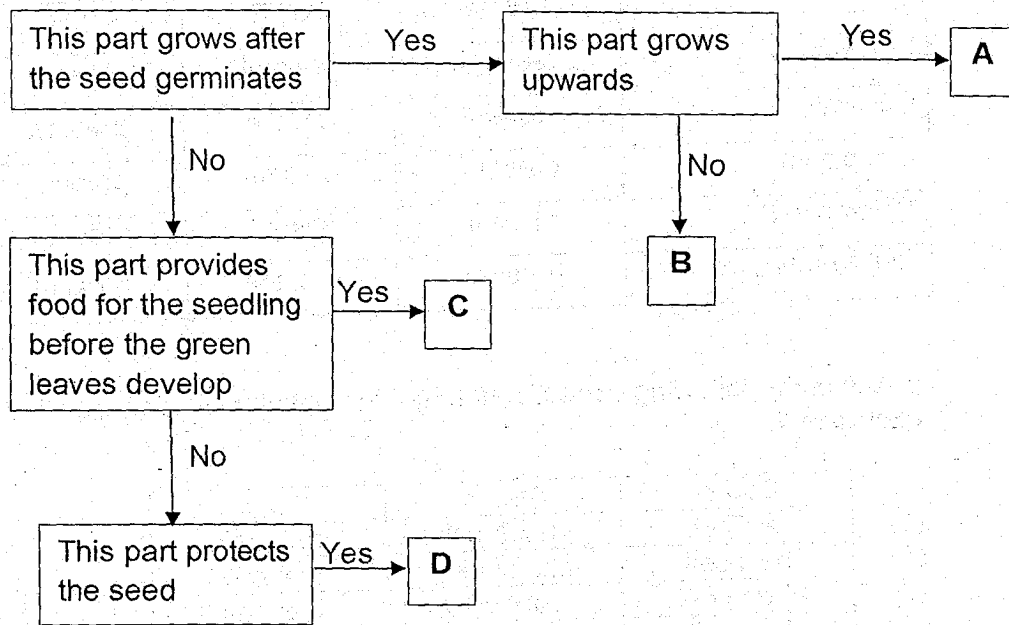 This part grows after
the seed germinates
Yes
This part grows
upwards
Yes
A
No
No
B
This part provides
food for the seedling
before the green
leaves develop
Yes
C
No
This part protects
the seed
Yes
D